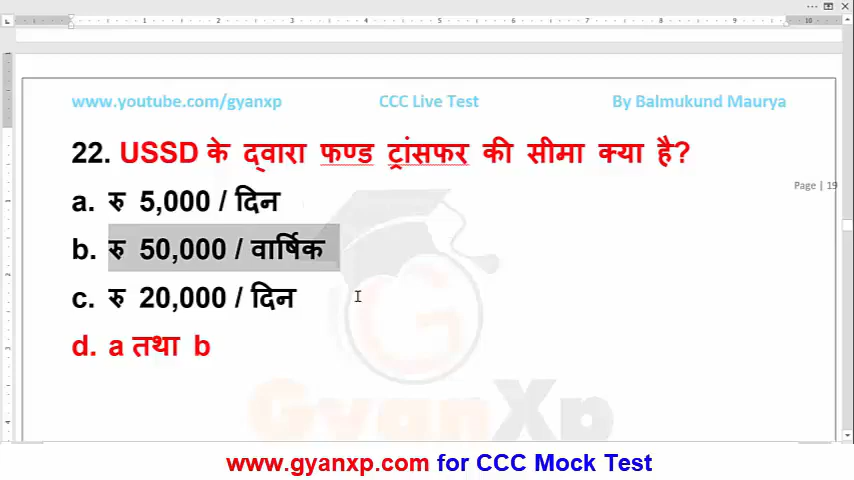 www.youtube.com/gyanxp CCC Live Test By Balmukund Maurya
22. USSD के द्वारा फण्ड ट्रांसफर की सीमा क्या है?
Page | 19
a. रु 5,000 / दिन
b. रु 50,000 / वार्षिक
c. रु 20,000 / दिन
d. a तथा b
GyanXp
www.gyanxp.com for CCC Mock Test